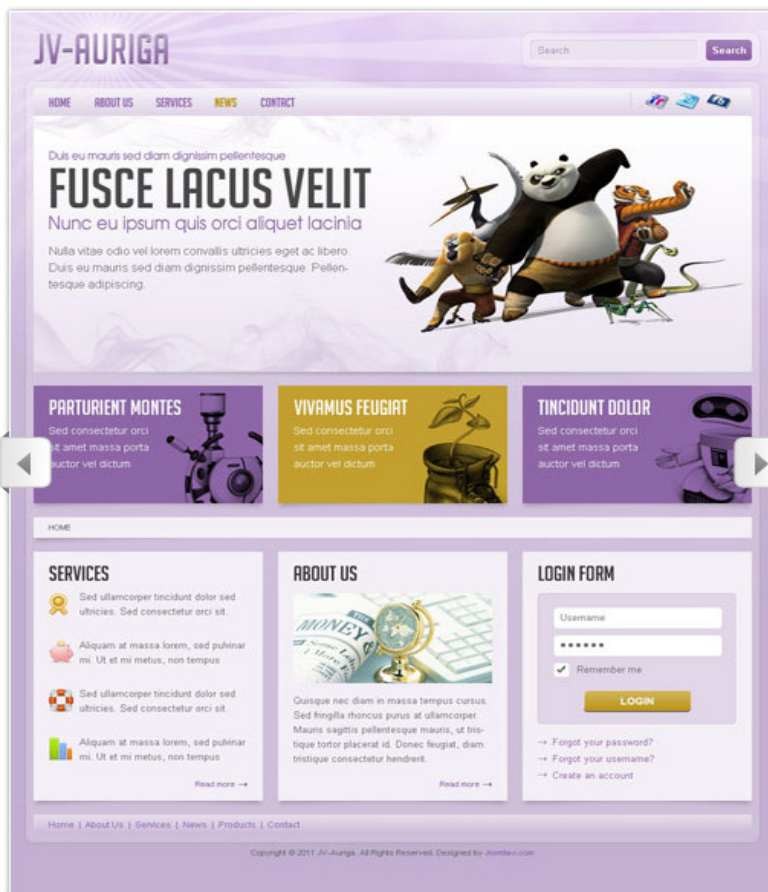 JV-AURIGA
Search Search
HOME ABOUT US SERVICES NEWS CONTACT
Duis eu mauris sed diam dignissim pellentesque
FUSCE LACUS VELIT
Nunc eu ipsum quis orci aliquet lacinia
Nulla vitae odio vel lorem convallis ultricies eget ac libero.
Duis eu mauris sed diam dignissim pellentesque. Pellen-
tesque adipiscing.
PARTURIENT MONTES
Sed consectetur orci
sit amet massa porta
auctor vel dictum
VIVAMUS FEUGIAT
Sed consectetur orci
sit amet massa porta
auctor vel dictum
TINCIDUNT DOLOR
Sed consectetur orci
sit amet massa porta
auctor vel dictum
HOME
SERVICES
Sed ullamcorper tincidunt dolor sed
ultricies. Sed consectetur orci sit.
Aliquam at massa lorem, sed pulvinar
mi. Ut et mi metus, non tempus
Sed ullamcorper tincidunt dolor sed
ultricies. Sed consectetur orci sit.
Aliquam at massa lorem, sed pulvinar
mi. Ut et mi metus, non tempus
Read more →
ABOUT US
MONEY
Quisque nec diam in massa tempus cursus.
Sed fringilla rhoncus purus at ullamcorper.
Mauris sagittis pellentesque mauris, ut tris-
tique tortor placerat id. Donec feugiat, diam
tristique consectetur hendrerit.
Read more →
LOGIN FORM
Username
••••••
Remember me
LOGIN
→ Forgot your password?
→ Forgot your username?
→ Create an account
Home | About Us | Services | News | Products | Contact
Copyright © 2011 JV-Auriga. All Rights Reserved. Designed by